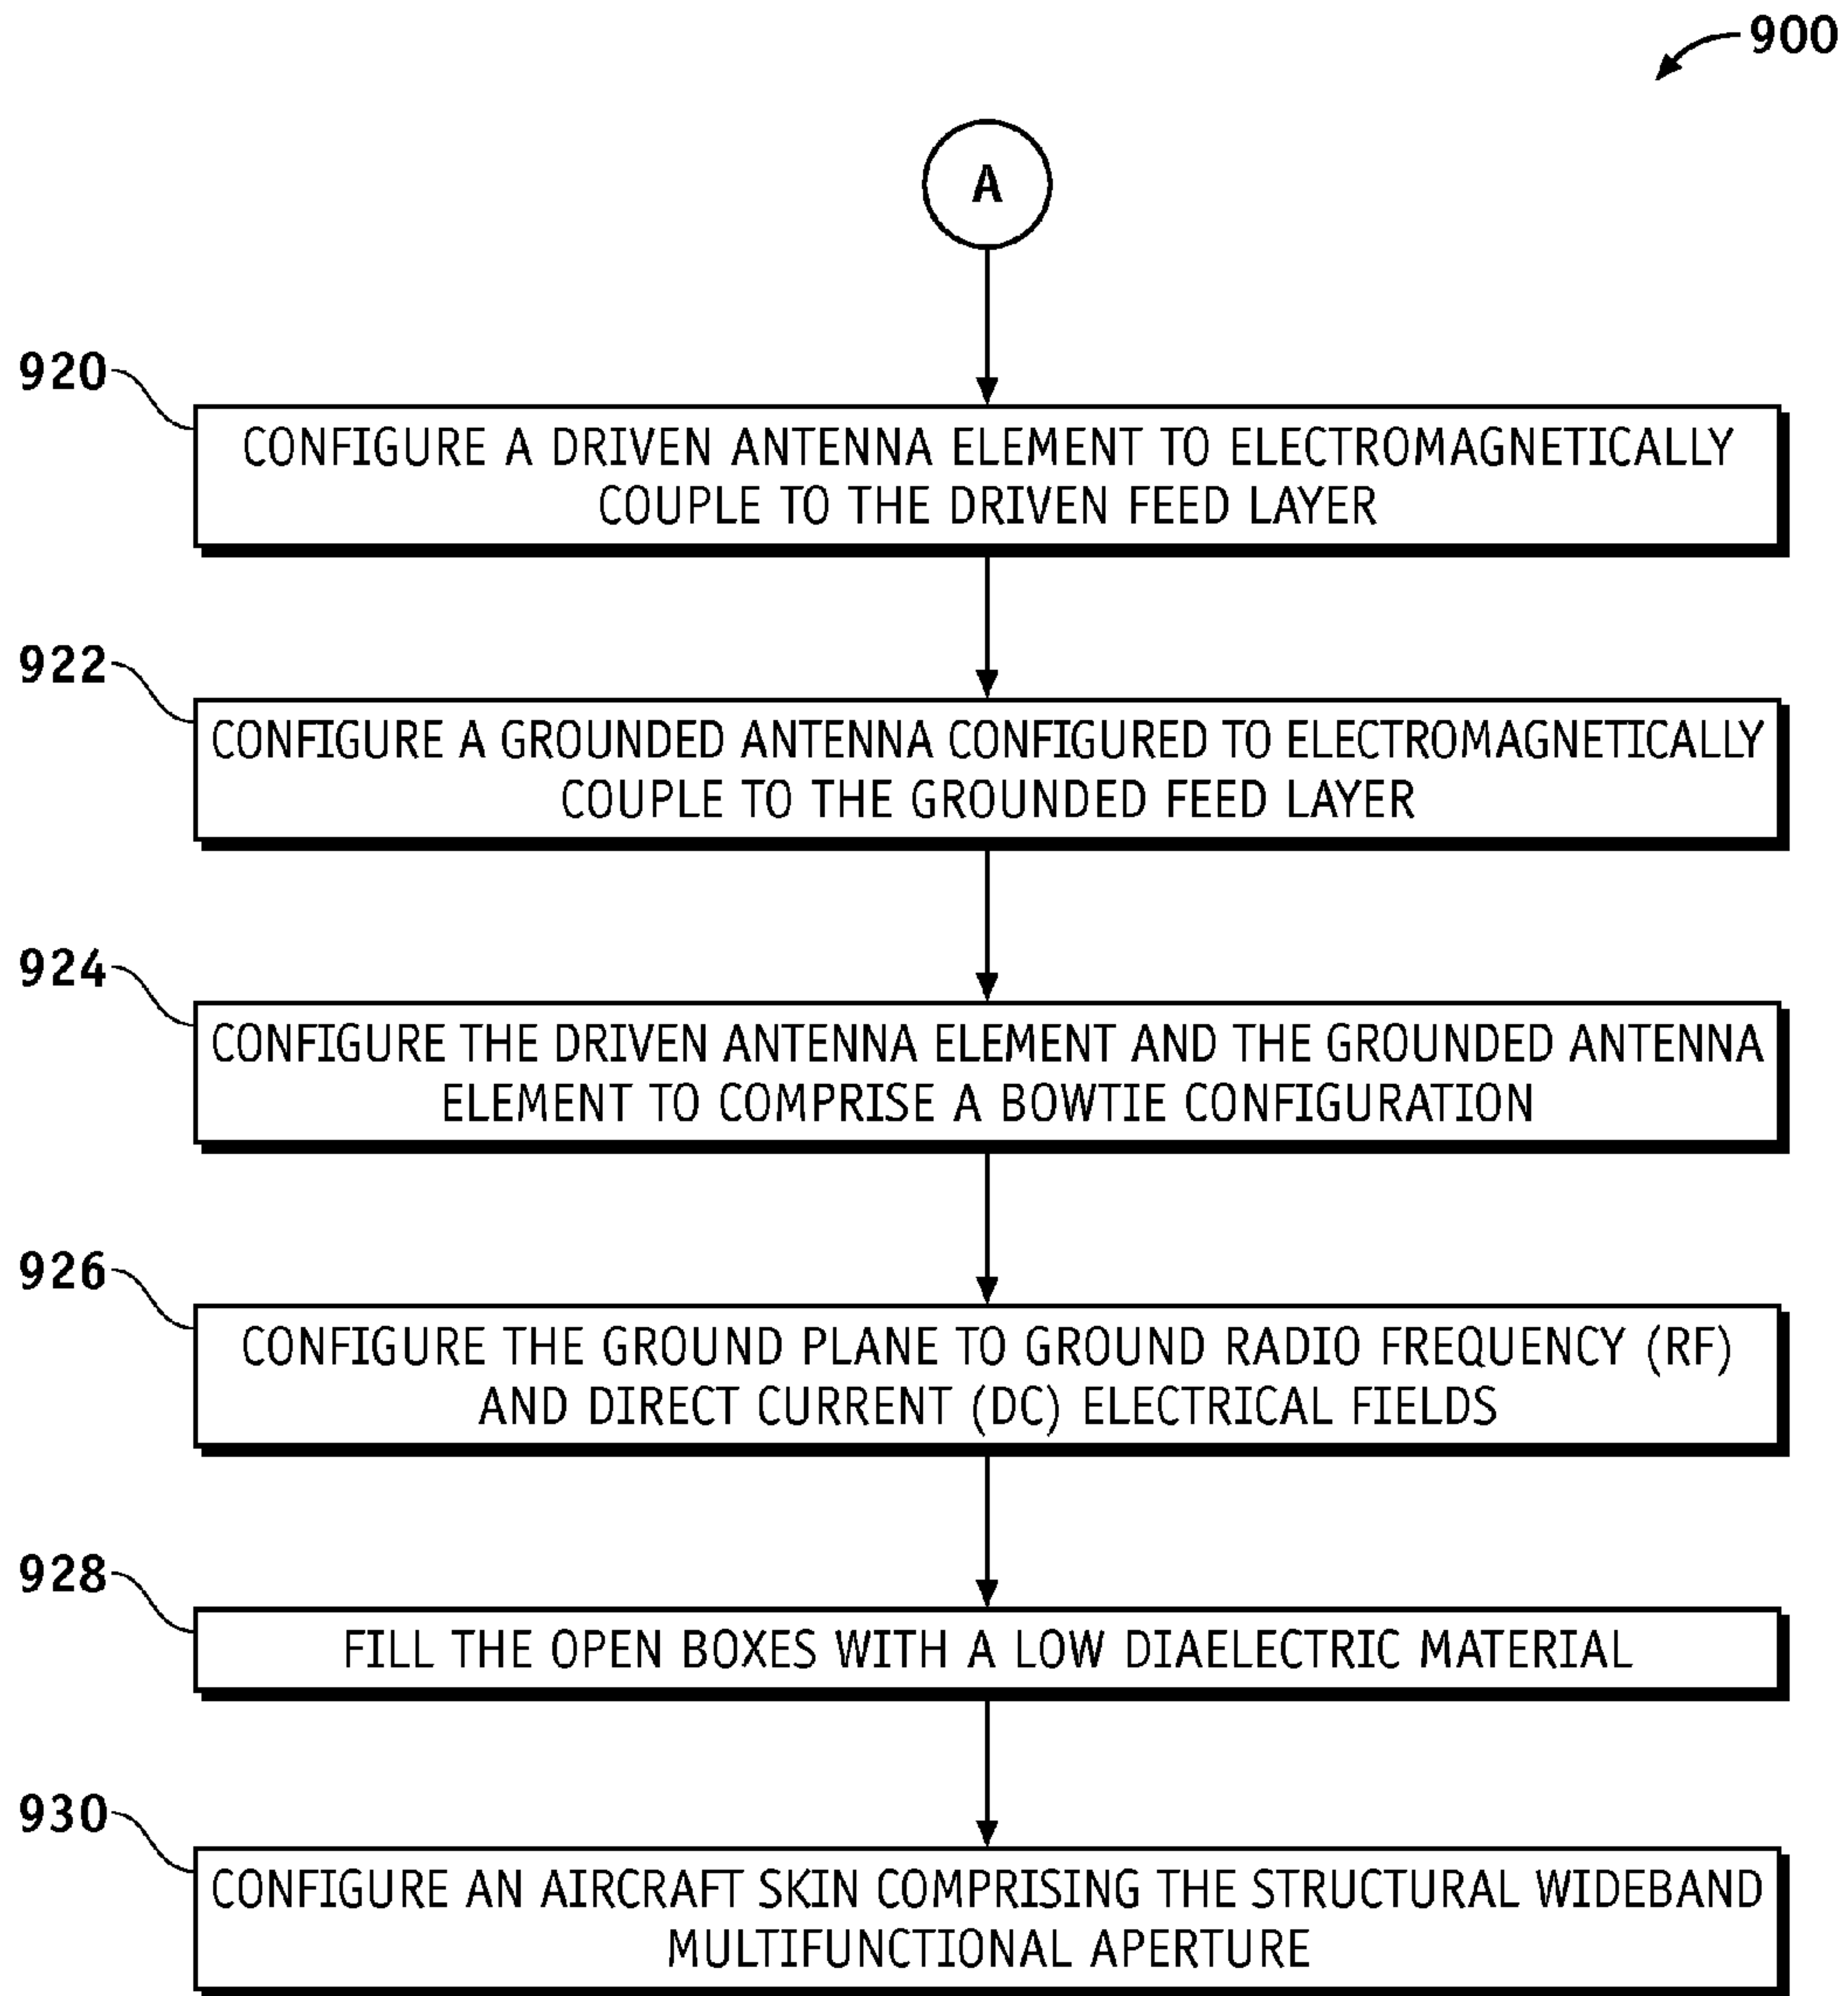 900
A
920
CONFIGURE A DRIVEN ANTENNA ELEMENT TO ELECTROMAGNETICALLY
COUPLE TO THE DRIVEN FEED LAYER
922
CONFIGURE A GROUNDED ANTENNA CONFIGURED TO ELECTROMAGNETICALLY
COUPLE TO THE GROUNDED FEED LAYER
924
CONFIGURE THE DRIVEN ANTENNA ELEMENT AND THE GROUNDED ANTENNA
ELEMENT TO COMPRISE A BOWTIE CONFIGURATION
926
CONFIGURE THE GROUND PLANE TO GROUND RADIO FREQUENCY (RF)
AND DIRECT CURRENT (DC) ELECTRICAL FIELDS
928
FILL THE OPEN BOXES WITH A LOW DIAELECTRIC MATERIAL
930
CONFIGURE AN AIRCRAFT SKIN COMPRISING THE STRUCTURAL WIDEBAND
MULTIFUNCTIONAL APERTURE